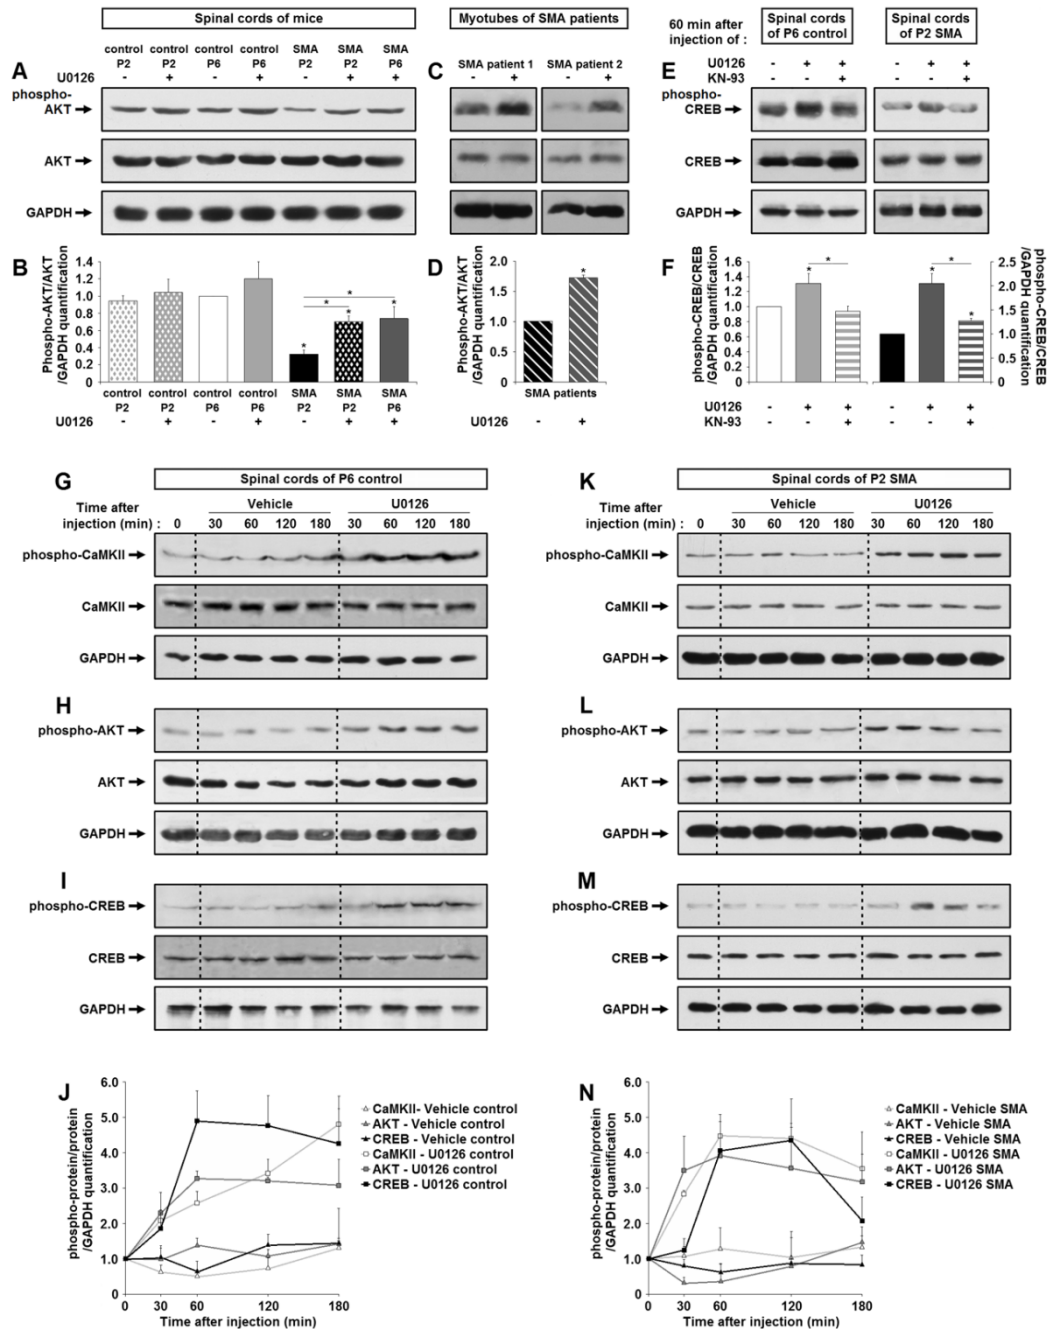 Spinal cords of mice
control P2 control P2 control P6 control P6 SMA P2 SMA P2 SMA P6
A U0126 - + - + - + +
phospho-AKT
AKT
GAPDH
B
Phospho-AKT/AKT
/GAPDH quantification
1.4
1.2
1.0
0.8
0.6
0.4
0.2
0
* * * * *
control P2 control P2 control P6 control P6 SMA P2 SMA P2 SMA P6
U0126 - + - + - + +
Myotubes of SMA patients
C
SMA patient 1 SMA patient 2
- + - +
D
Phospho-AKT/AKT
/GAPDH quantification
2.0
1.5
1.0
0.5
0
*
SMA patients
U0126 - +
60 min after
injection of :
Spinal cords
of P6 control
Spinal cords
of P2 SMA
E
U0126 - + + - + +
KN-93 - - + - - +
phospho-CREB
CREB
GAPDH
F
phospho-CREB/CREB
/GAPDH quantification
1.6
1.4
1.2
1.0
0.8
0.6
0.4
0.2
0
* * * * *
2.5
2.0
1.5
1.0
0.5
0
phospho-CREB/CREB
/GAPDH quantification
U0126 - + + - + +
KN-93 - - + - - +
G
Spinal cords of P6 control
Time after
injection (min) :
Vehicle U0126
0 30 60 120 180 30 60 120 180
phospho-CaMKII
CaMKII
GAPDH
H
phospho-AKT
AKT
GAPDH
I
phospho-CREB
CREB
GAPDH
J
phospho-protein/protein
/GAPDH quantification
6.0
5.0
4.0
3.0
2.0
1.0
0
0 30 60 120 180
Time after injection (min)
CaMKII- Vehicle control
AKT - Vehicle control
CREB - Vehicle control
CaMKII - U0126 control
AKT - U0126 control
CREB - U0126 control
K
Spinal cords of P2 SMA
Time after
injection (min) :
Vehicle U0126
0 30 60 120 180 30 60 120 180
phospho-CaMKII
CaMKII
GAPDH
L
phospho-AKT
AKT
GAPDH
M
phospho-CREB
CREB
GAPDH
N
phospho-protein/protein
/GAPDH quantification
6.0
5.0
4.0
3.0
2.0
1.0
0
0 30 60 120 180
Time after injection (min)
CaMKII - Vehicle SMA
AKT - Vehicle SMA
CREB - Vehicle SMA
CaMKII - U0126 SMA
AKT - U0126 SMA
CREB - U0126 SMA